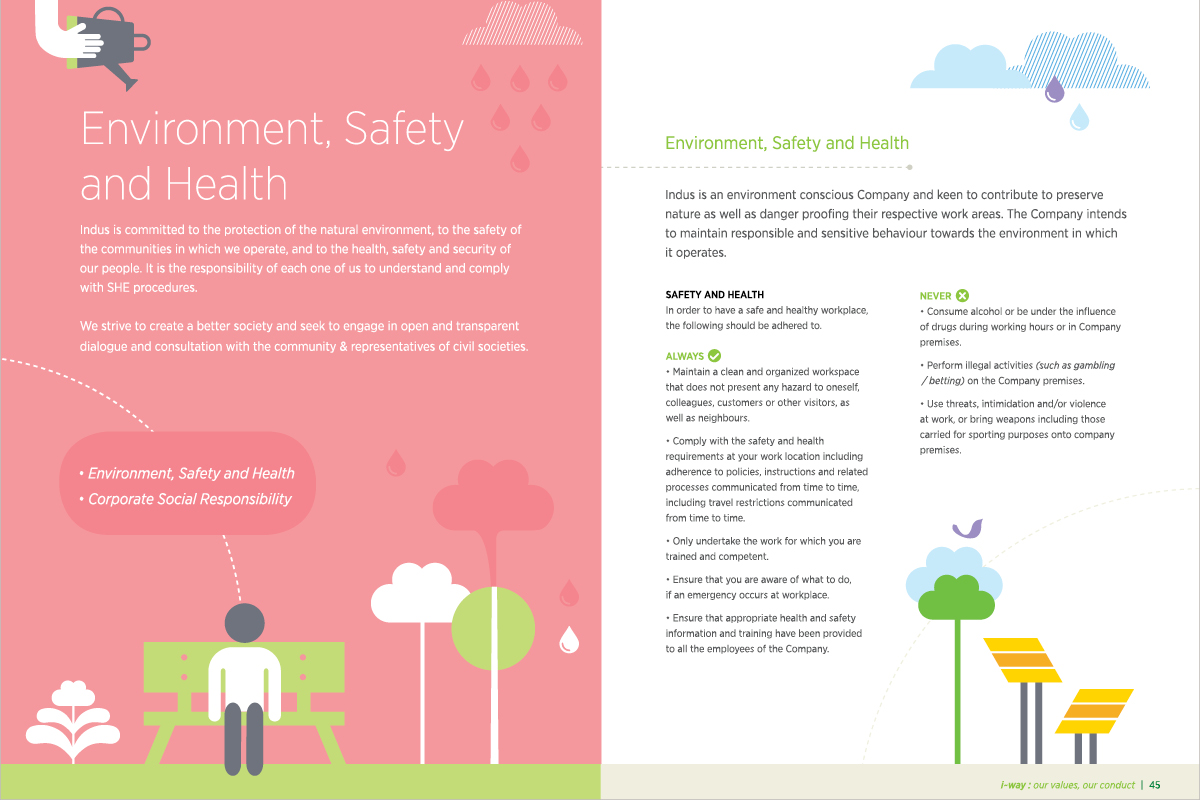 Environment, Safety
and Health
Indus is committed to the protection of the natural environment, to the safety of
the communities in which we operate, and to the health, safety and security of
our people. It is the responsibility of each one of us to understand and comply
with SHE procedures.
We strive to create a better society and seek to engage in open and transparent
dialogue and consultation with the community & representatives of civil societies.
• Environment, Safety and Health
• Corporate Social Responsibility
Environment, Safety and Health
Indus is an environment conscious Company and keen to contribute to preserve
nature as well as danger proofing their respective work areas. The Company intends
to maintain responsible and sensitive behaviour towards the environment in which
it operates.
SAFETY AND HEALTH
In order to have a safe and healthy workplace,
the following should be adhered to.
ALWAYS
• Maintain a clean and organized workspace
that does not present any hazard to oneself,
colleagues, customers or other visitors, as
well as neighbours.
• Comply with the safety and health
requirements at your work location including
adherence to policies, instructions and related
processes communicated from time to time,
including travel restrictions communicated
from time to time.
• Only undertake the work for which you are
trained and competent.
• Ensure that you are aware of what to do,
if an emergency occurs at workplace.
• Ensure that appropriate health and safety
information and training have been provided
to all the employees of the Company.
NEVER
• Consume alcohol or be under the influence
of drugs during working hours or in Company
premises.
• Perform illegal activities (such as gambling
/ betting) on the Company premises.
• Use threats, intimidation and/or violence
at work, or bring weapons including those
carried for sporting purposes onto company
premises.
i-way : our values, our conduct | 45